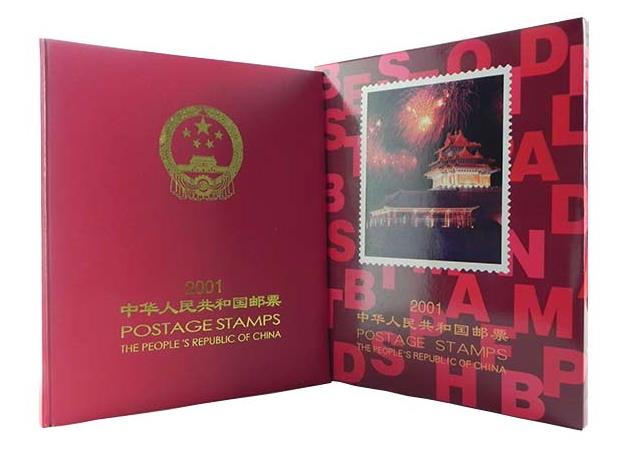 2001
中华人民共和国邮票
POSTAGE STAMPS
THE PEOPLE'S REPUBLIC OF CHINA
2001
中华人民共和国邮票
POSTAGE STAMPS
THE PEOPLE'S REPUBLIC OF CHINA